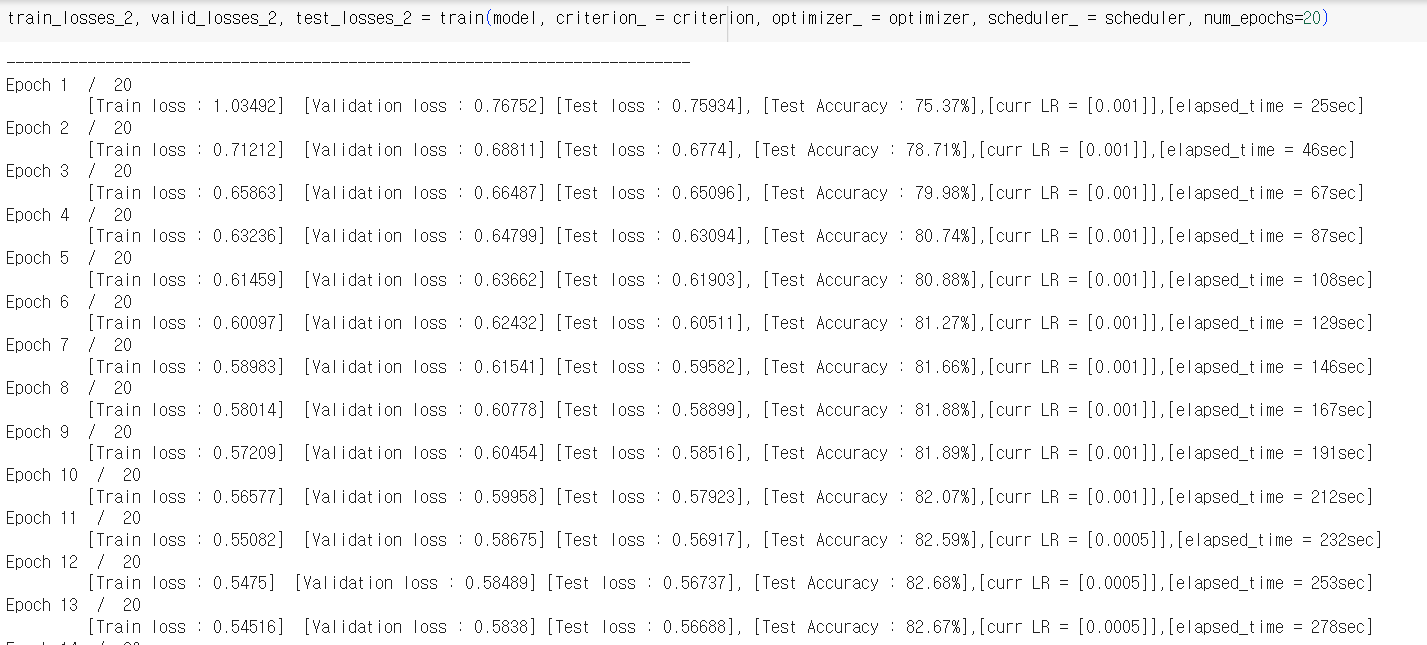 train_losses_2, valid_losses_2, test_losses_2 = train(model, criterion_ = criterion, optimizer_ = optimizer, scheduler_ = scheduler, num_epochs=20)
----------------------------------------------------------------------------
Epoch 1  /  20
[Train loss : 1.03492]  [Validation loss : 0.76752] [Test loss : 0.75934], [Test Accuracy : 75.37%],[curr LR = [0.001]],[elapsed_time = 25sec]
Epoch 2  /  20
[Train loss : 0.71212]  [Validation loss : 0.68811] [Test loss : 0.6774], [Test Accuracy : 78.71%],[curr LR = [0.001]],[elapsed_time = 46sec]
Epoch 3  /  20
[Train loss : 0.65863]  [Validation loss : 0.66487] [Test loss : 0.65096], [Test Accuracy : 79.98%],[curr LR = [0.001]],[elapsed_time = 67sec]
Epoch 4  /  20
[Train loss : 0.63236]  [Validation loss : 0.64799] [Test loss : 0.63094], [Test Accuracy : 80.74%],[curr LR = [0.001]],[elapsed_time = 87sec]
Epoch 5  /  20
[Train loss : 0.61459]  [Validation loss : 0.63662] [Test loss : 0.61903], [Test Accuracy : 80.88%],[curr LR = [0.001]],[elapsed_time = 108sec]
Epoch 6  /  20
[Train loss : 0.60097]  [Validation loss : 0.62432] [Test loss : 0.60511], [Test Accuracy : 81.27%],[curr LR = [0.001]],[elapsed_time = 129sec]
Epoch 7  /  20
[Train loss : 0.58983]  [Validation loss : 0.61541] [Test loss : 0.59582], [Test Accuracy : 81.66%],[curr LR = [0.001]],[elapsed_time = 146sec]
Epoch 8  /  20
[Train loss : 0.58014]  [Validation loss : 0.60778] [Test loss : 0.58899], [Test Accuracy : 81.88%],[curr LR = [0.001]],[elapsed_time = 167sec]
Epoch 9  /  20
[Train loss : 0.57209]  [Validation loss : 0.60454] [Test loss : 0.58516], [Test Accuracy : 81.89%],[curr LR = [0.001]],[elapsed_time = 191sec]
Epoch 10  /  20
[Train loss : 0.56577]  [Validation loss : 0.59958] [Test loss : 0.57923], [Test Accuracy : 82.07%],[curr LR = [0.001]],[elapsed_time = 212sec]
Epoch 11  /  20
[Train loss : 0.55082]  [Validation loss : 0.58675] [Test loss : 0.56917], [Test Accuracy : 82.59%],[curr LR = [0.0005]],[elapsed_time = 232sec]
Epoch 12  /  20
[Train loss : 0.5475]  [Validation loss : 0.58489] [Test loss : 0.56737], [Test Accuracy : 82.68%],[curr LR = [0.0005]],[elapsed_time = 253sec]
Epoch 13  /  20
[Train loss : 0.54516]  [Validation loss : 0.5838] [Test loss : 0.56688], [Test Accuracy : 82.67%],[curr LR = [0.0005]],[elapsed_time = 278sec]